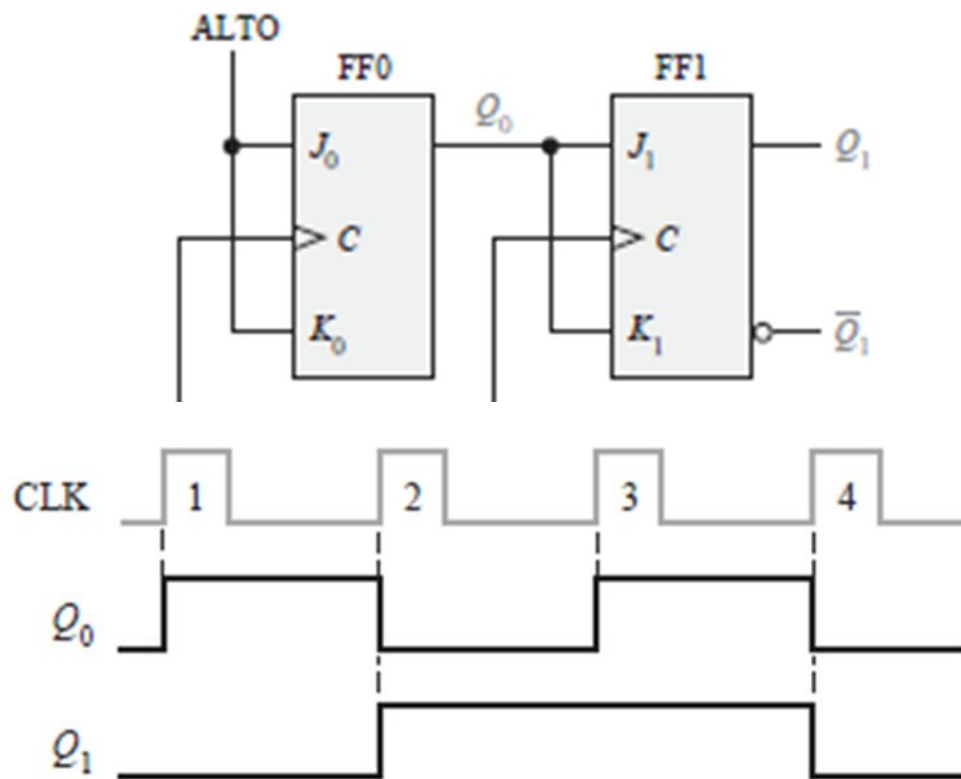 ALTO
FF0 FF1
J₀ Q₀ J₁ Q₁
C C
K₀ K₁ Q̅₁
CLK 1 2 3 4
Q₀
Q₁